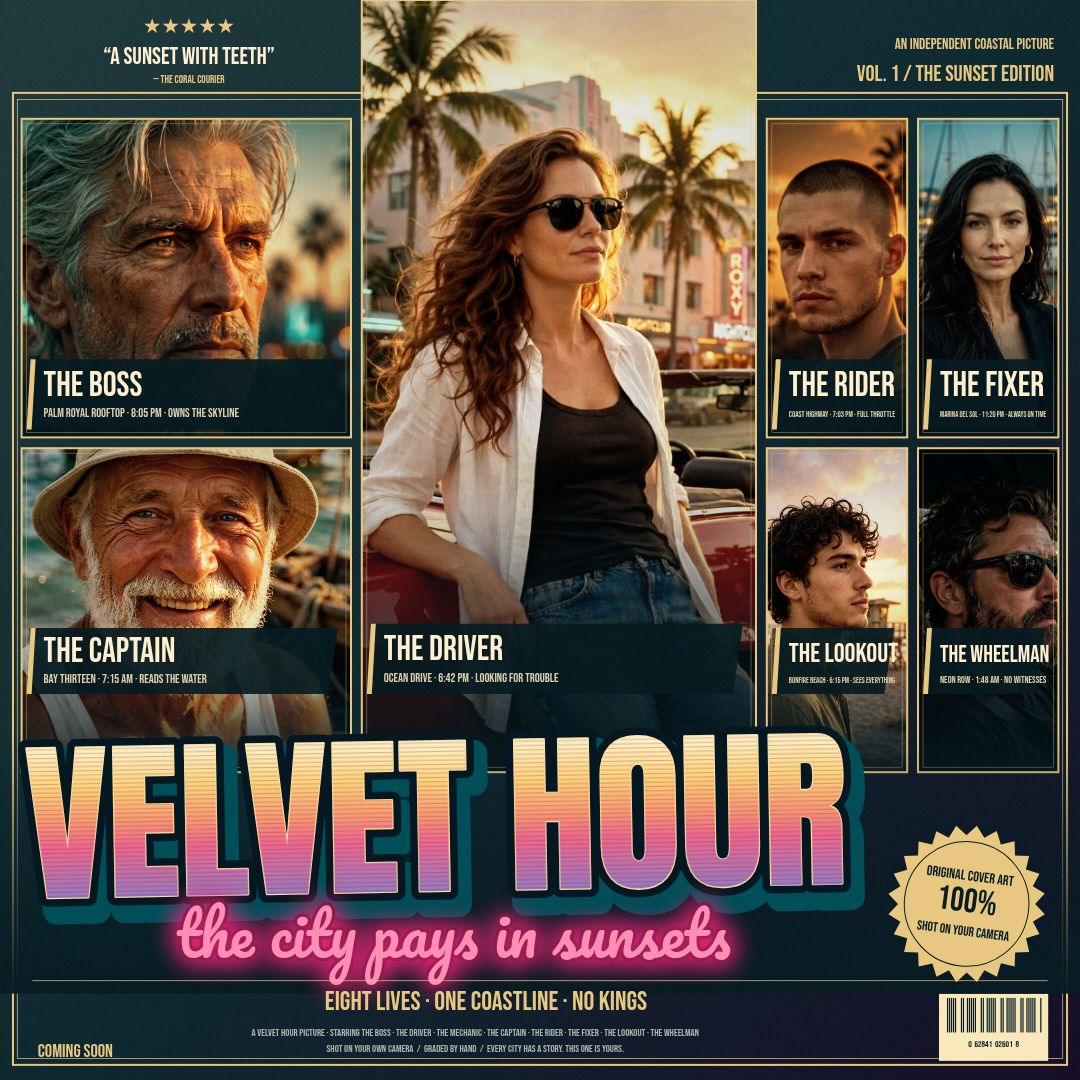 ★★★★★
“A SUNSET WITH TEETH”
– THE CORAL COURIER
AN INDEPENDENT COASTAL PICTURE
VOL. 1 / THE SUNSET EDITION
ROXY
THE BOSS
PALM ROYAL ROOFTOP · 8:05 PM · OWNS THE SKYLINE
THE RIDER
COAST HIGHWAY · 7:03 PM · FULL THROTTLE
THE FIXER
MARINA DEL SOL · 11:20 PM · ALWAYS ON TIME
THE CAPTAIN
BAY THIRTEEN · 7:15 AM · READS THE WATER
THE DRIVER
OCEAN DRIVE · 6:42 PM · LOOKING FOR TROUBLE
THE LOOKOUT
BONFIRE BEACH · 6:15 PM · SEES EVERYTHING
THE WHEELMAN
NEON ROW · 1:48 AM · NO WITNESSES
VELVET HOUR
the city pays in sunsets
ORIGINAL COVER ART
100%
SHOT ON YOUR CAMERA
EIGHT LIVES · ONE COASTLINE · NO KINGS
A VELVET HOUR PICTURE · STARRING THE BOSS · THE DRIVER · THE MECHANIC · THE CAPTAIN · THE RIDER · THE FIXER · THE LOOKOUT · THE WHEELMAN
SHOT ON YOUR OWN CAMERA / GRADED BY HAND / EVERY CITY HAS A STORY. THIS ONE IS YOURS.
COMING SOON
0 62841 02601 8